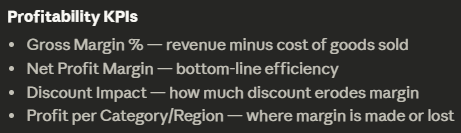 Profitability KPIs
• Gross Margin % — revenue minus cost of goods sold
• Net Profit Margin — bottom-line efficiency
• Discount Impact — how much discount erodes margin
• Profit per Category/Region — where margin is made or lost